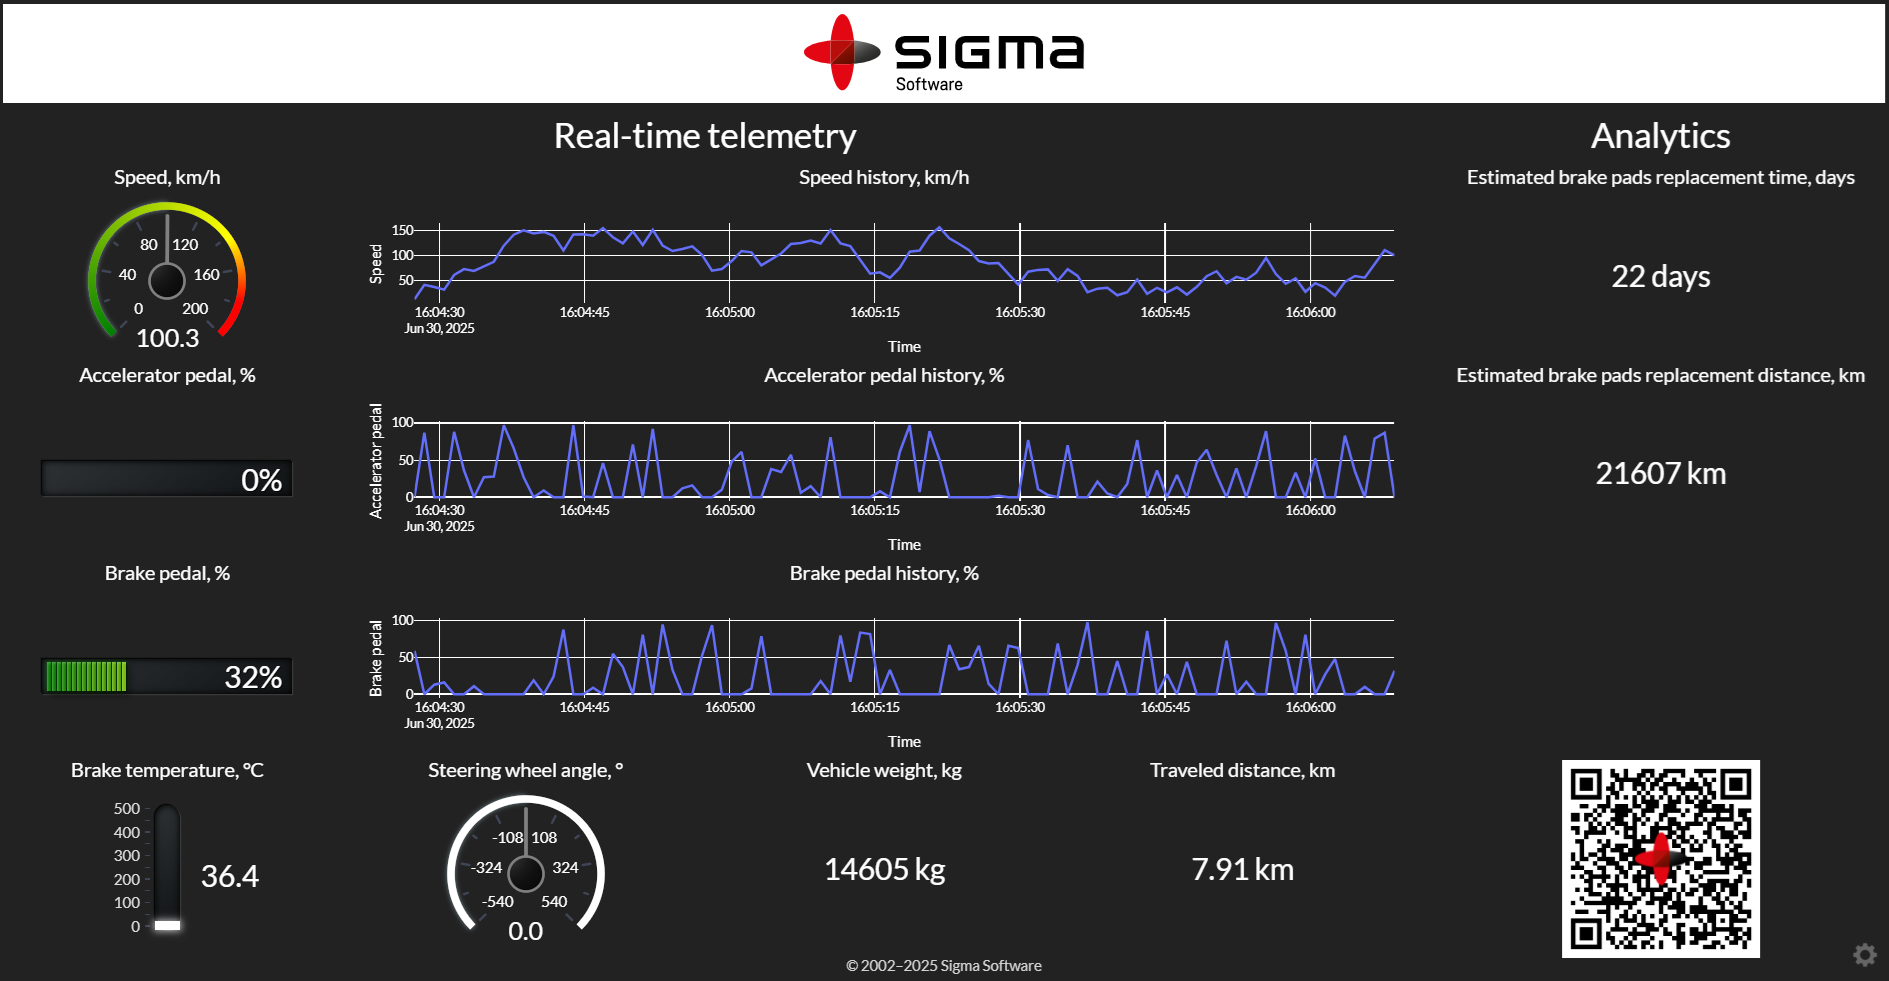 SIGMA
Software
Real-time telemetry
Analytics
Speed, km/h
80 120
40 160
0 200
100.3
Speed history, km/h
Speed
150
100
50
16:04:30 16:04:45 16:05:00 16:05:15 16:05:30 16:05:45 16:06:00
Jun 30, 2025
Time
Estimated brake pads replacement time, days
22 days
Accelerator pedal, %
0%
Accelerator pedal history, %
Accelerator pedal
100
50
0
16:04:30 16:04:45 16:05:00 16:05:15 16:05:30 16:05:45 16:06:00
Jun 30, 2025
Time
Estimated brake pads replacement distance, km
21607 km
Brake pedal, %
32%
Brake pedal history, %
Brake pedal
100
50
0
16:04:30 16:04:45 16:05:00 16:05:15 16:05:30 16:05:45 16:06:00
Jun 30, 2025
Time
Brake temperature, °C
500
400
300
200
100
0
36.4
Steering wheel angle, °
-108 108
-324 324
-540 540
0.0
Vehicle weight, kg
14605 kg
Traveled distance, km
7.91 km
© 2002–2025 Sigma Software